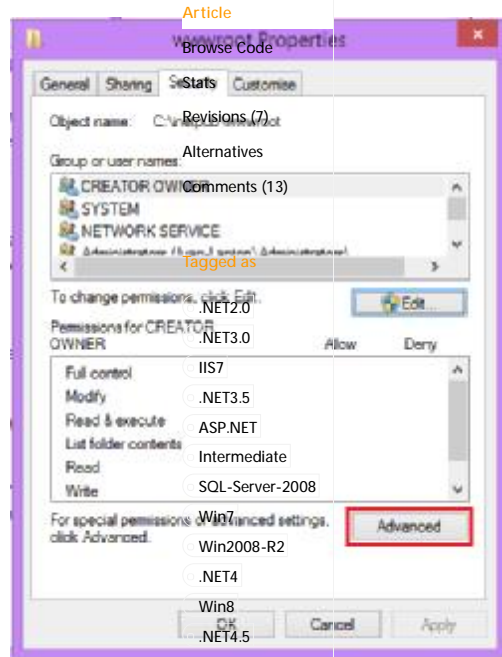 Article
wwwroot Properties
Browse Code
General Sharing Stats Customise
Object name:
Revisions (7)
Alternatives
Group or user names:
CREATOR OWNER
Comments (13)
SYSTEM
NETWORK SERVICE
Tagged as
To change permissions, click Edit.
Edit...
.NET2.0
Permissions for CREATOR
OWNER
Allow Deny
.NET3.0
Full control
IIS7
Modify
.NET3.5
Read & execute
ASP.NET
List folder contents
Intermediate
Read
Write
SQL-Server-2008
For special permissions or advanced settings,
click Advanced.
Win7
Advanced
Win2008-R2
.NET4
Win8
OK Cancel Apply
.NET4.5